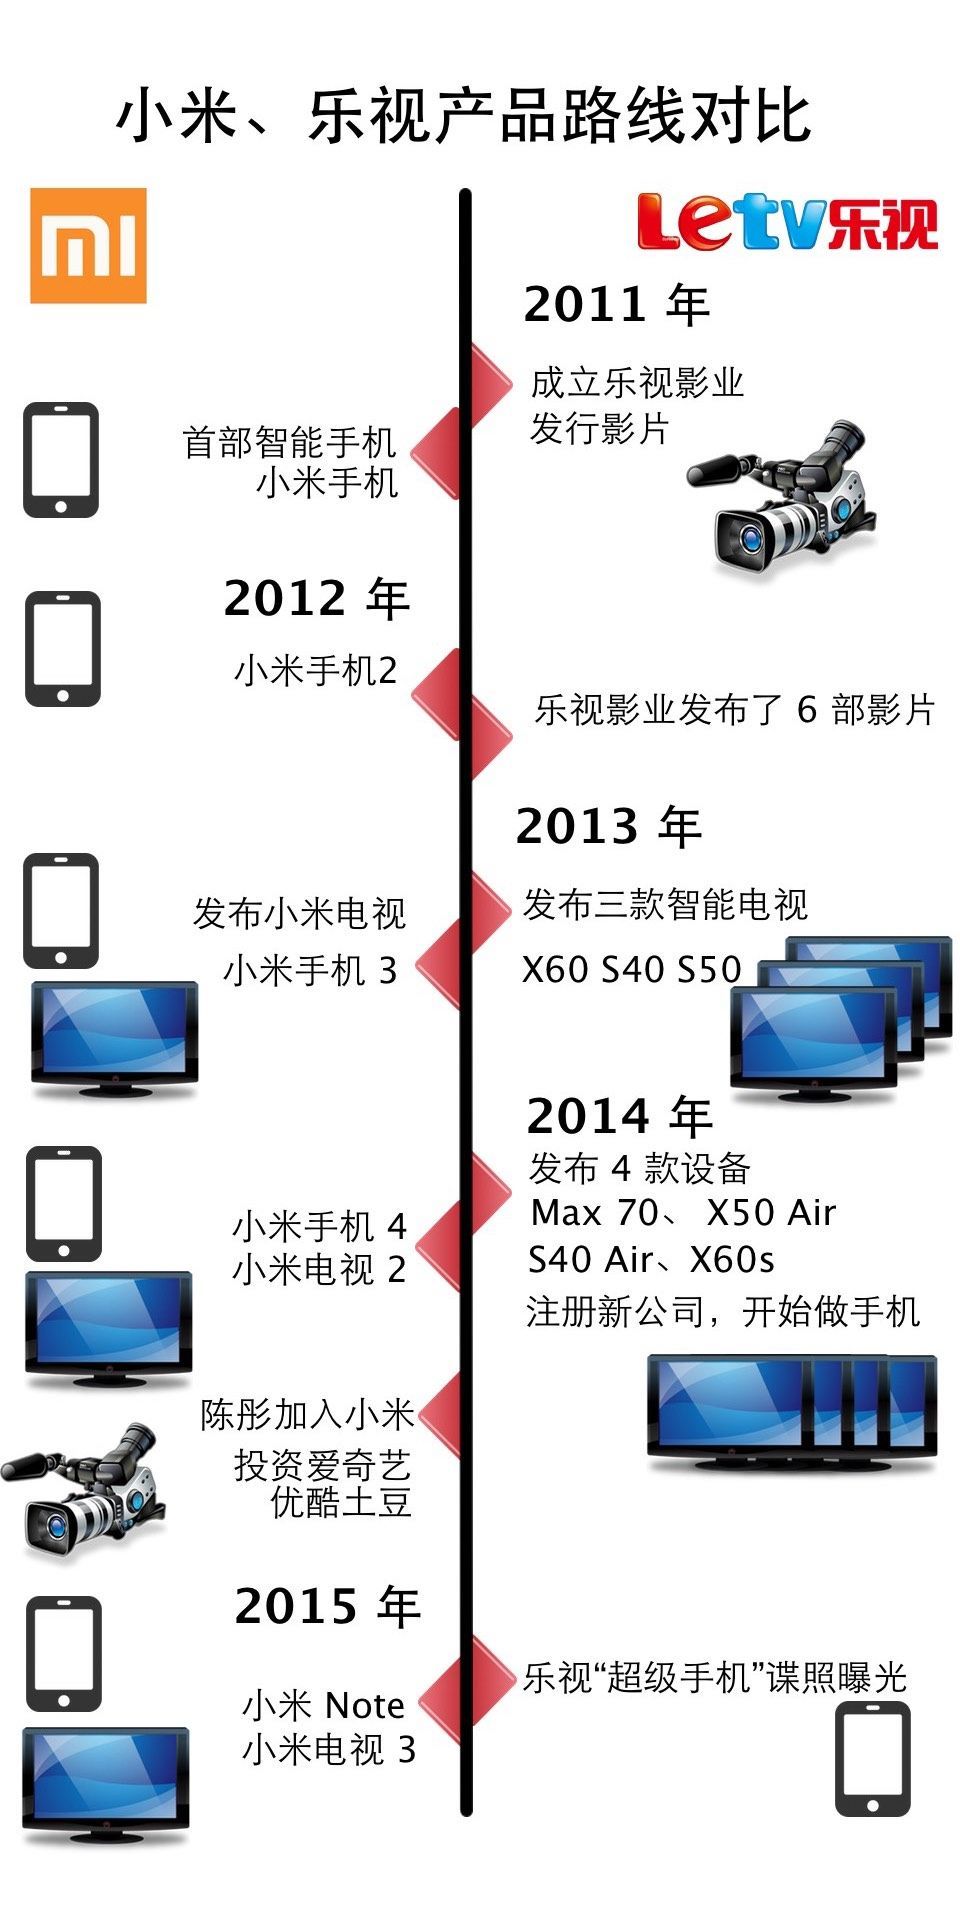 小米、乐视产品路线对比
MI
Letv乐视
2011 年
成立乐视影业
发行影片
首部智能手机
小米手机
2012 年
小米手机2
乐视影业发布了 6 部影片
2013 年
发布三款智能电视
X60 S40 S50
发布小米电视
小米手机 3
2014 年
发布 4 款设备
Max 70、 X50 Air
S40 Air、X60s
注册新公司，开始做手机
小米手机 4
小米电视 2
陈彤加入小米
投资爱奇艺
优酷土豆
2015 年
乐视“超级手机”谍照曝光
小米 Note
小米电视 3